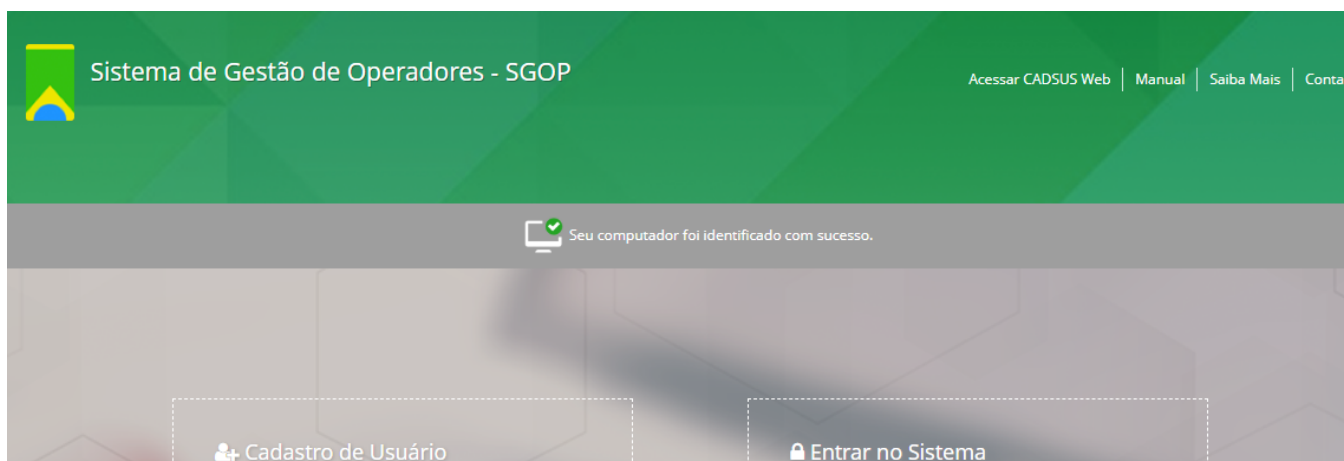 Sistema de Gestão de Operadores - SGOP
Acessar CADSUS Web | Manual | Saiba Mais | Conta
Seu computador foi identificado com sucesso.
Cadastro de Usuário
Entrar no Sistema